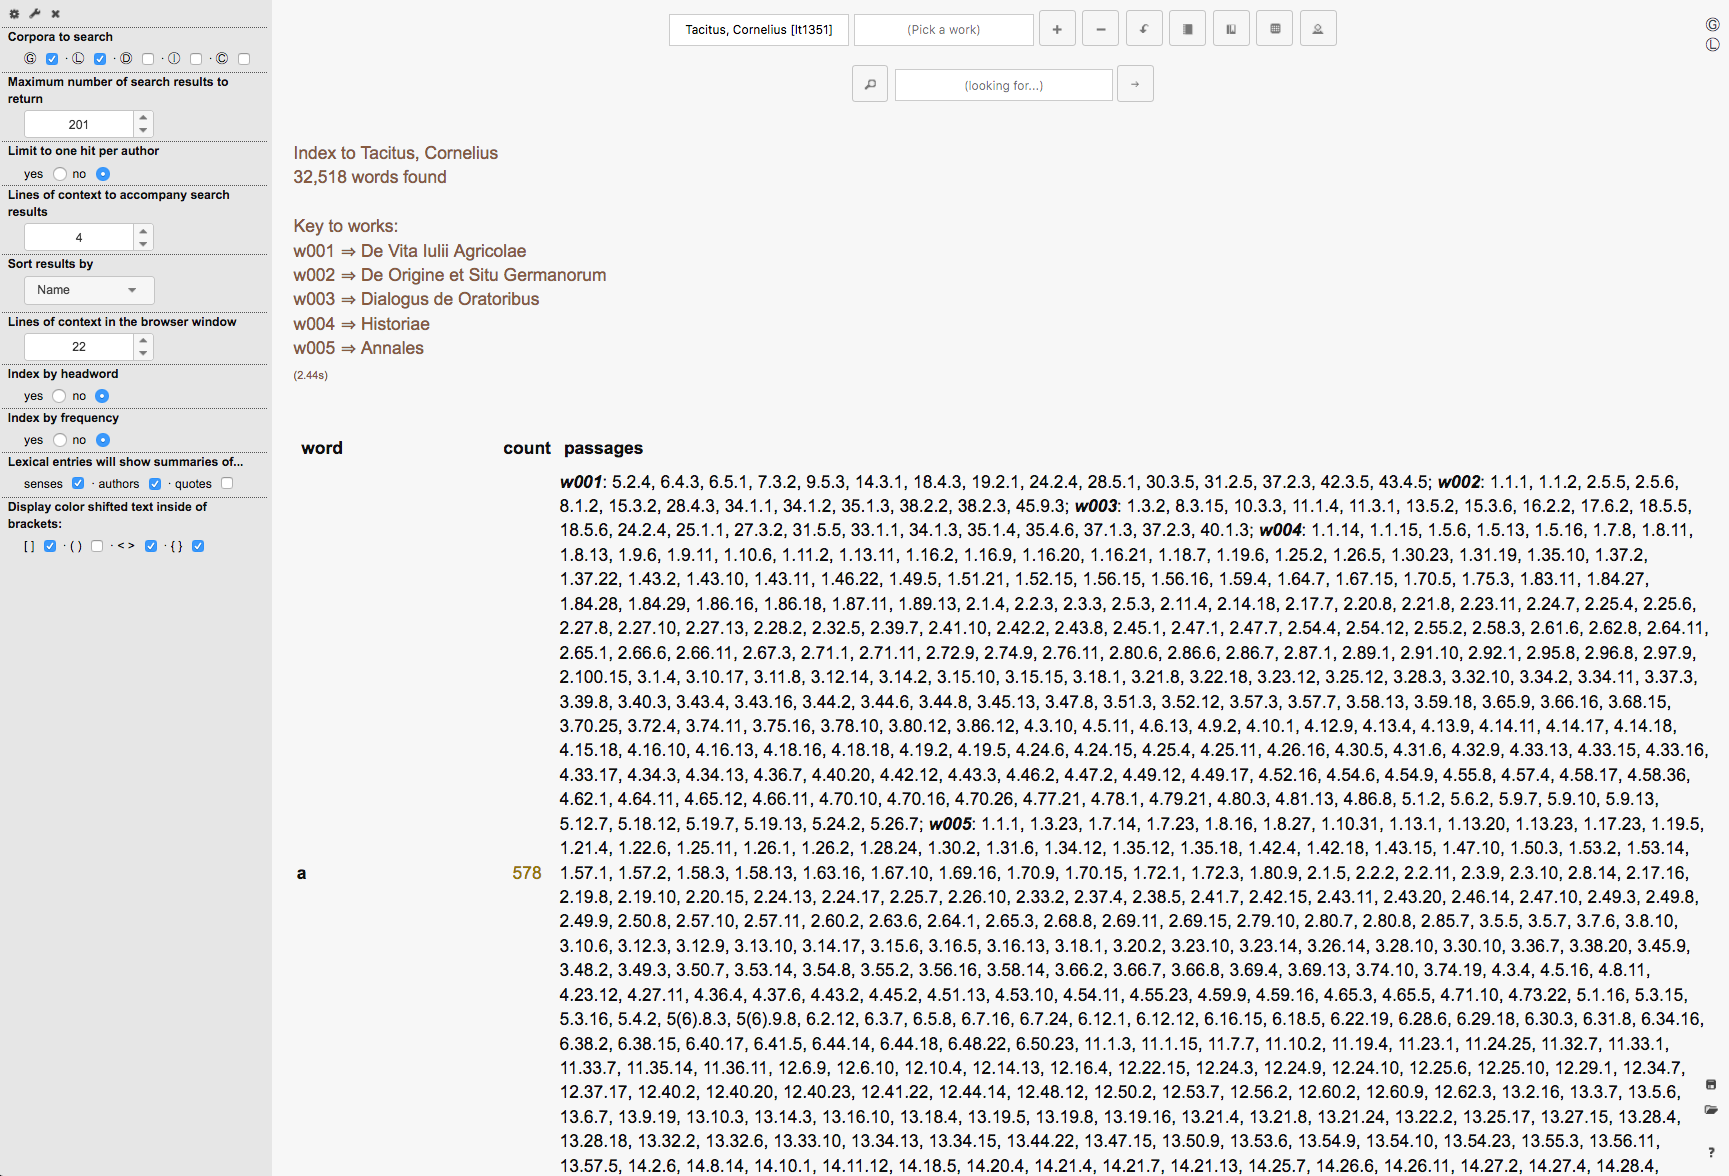 Corpora to search
Ⓖ · Ⓛ · Ⓓ · Ⓘ · Ⓒ
Maximum number of search results to
return
201
Limit to one hit per author
yes no
Lines of context to accompany search
results
4
Sort results by
Name
Lines of context in the browser window
22
Index by headword
yes no
Index by frequency
yes no
Lexical entries will show summaries of...
senses · authors · quotes
Display color shifted text inside of
brackets:
[ ] · ( ) · < > · { }
Tacitus, Cornelius [lt1351] (Pick a work)
(looking for...)
Ⓖ
Ⓛ
Index to Tacitus, Cornelius
32,518 words found
Key to works:
w001 ⇒ De Vita Iulii Agricolae
w002 ⇒ De Origine et Situ Germanorum
w003 ⇒ Dialogus de Oratoribus
w004 ⇒ Historiae
w005 ⇒ Annales
(2.44s)
word count passages
w001: 5.2.4, 6.4.3, 6.5.1, 7.3.2, 9.5.3, 14.3.1, 18.4.3, 19.2.1, 24.2.4, 28.5.1, 30.3.5, 31.2.5, 37.2.3, 42.3.5, 43.4.5; w002: 1.1.1, 1.1.2, 2.5.5, 2.5.6,
8.1.2, 15.3.2, 28.4.3, 34.1.1, 34.1.2, 35.1.3, 38.2.2, 38.2.3, 45.9.3; w003: 1.3.2, 8.3.15, 10.3.3, 11.1.4, 11.3.1, 13.5.2, 15.3.6, 16.2.2, 17.6.2, 18.5.5,
18.5.6, 24.2.4, 25.1.1, 27.3.2, 31.5.5, 33.1.1, 34.1.3, 35.1.4, 35.4.6, 37.1.3, 37.2.3, 40.1.3; w004: 1.1.14, 1.1.15, 1.5.6, 1.5.13, 1.5.16, 1.7.8, 1.8.11,
1.8.13, 1.9.6, 1.9.11, 1.10.6, 1.11.2, 1.13.11, 1.16.2, 1.16.9, 1.16.20, 1.16.21, 1.18.7, 1.19.6, 1.25.2, 1.26.5, 1.30.23, 1.31.19, 1.35.10, 1.37.2,
1.37.22, 1.43.2, 1.43.10, 1.43.11, 1.46.22, 1.49.5, 1.51.21, 1.52.15, 1.56.15, 1.56.16, 1.59.4, 1.64.7, 1.67.15, 1.70.5, 1.75.3, 1.83.11, 1.84.27,
1.84.28, 1.84.29, 1.86.16, 1.86.18, 1.87.11, 1.89.13, 2.1.4, 2.2.3, 2.3.3, 2.5.3, 2.11.4, 2.14.18, 2.17.7, 2.20.8, 2.21.8, 2.23.11, 2.24.7, 2.25.4, 2.25.6,
2.27.8, 2.27.10, 2.27.13, 2.28.2, 2.32.5, 2.39.7, 2.41.10, 2.42.2, 2.43.8, 2.45.1, 2.47.1, 2.47.7, 2.54.4, 2.54.12, 2.55.2, 2.58.3, 2.61.6, 2.62.8, 2.64.11,
2.65.1, 2.66.6, 2.66.11, 2.67.3, 2.71.1, 2.71.11, 2.72.9, 2.74.9, 2.76.11, 2.80.6, 2.86.6, 2.86.7, 2.87.1, 2.89.1, 2.91.10, 2.92.1, 2.95.8, 2.96.8, 2.97.9,
2.100.15, 3.1.4, 3.10.17, 3.11.8, 3.12.14, 3.14.2, 3.15.10, 3.15.15, 3.18.1, 3.21.8, 3.22.18, 3.23.12, 3.25.12, 3.28.3, 3.32.10, 3.34.2, 3.34.11, 3.37.3,
3.39.8, 3.40.3, 3.43.4, 3.43.16, 3.44.2, 3.44.6, 3.44.8, 3.45.13, 3.47.8, 3.51.3, 3.52.12, 3.57.3, 3.57.7, 3.58.13, 3.59.18, 3.65.9, 3.66.16, 3.68.15,
3.70.25, 3.72.4, 3.74.11, 3.75.16, 3.78.10, 3.80.12, 3.86.12, 4.3.10, 4.5.11, 4.6.13, 4.9.2, 4.10.1, 4.12.9, 4.13.4, 4.13.9, 4.14.11, 4.14.17, 4.14.18,
4.15.18, 4.16.10, 4.16.13, 4.18.16, 4.18.18, 4.19.2, 4.19.5, 4.24.6, 4.24.15, 4.25.4, 4.25.11, 4.26.16, 4.30.5, 4.31.6, 4.32.9, 4.33.13, 4.33.15, 4.33.16,
4.33.17, 4.34.3, 4.34.13, 4.36.7, 4.40.20, 4.42.12, 4.43.3, 4.46.2, 4.47.2, 4.49.12, 4.49.17, 4.52.16, 4.54.6, 4.54.9, 4.55.8, 4.57.4, 4.58.17, 4.58.36,
4.62.1, 4.64.11, 4.65.12, 4.66.11, 4.70.10, 4.70.16, 4.70.26, 4.77.21, 4.78.1, 4.79.21, 4.80.3, 4.81.13, 4.86.8, 5.1.2, 5.6.2, 5.9.7, 5.9.10, 5.9.13,
5.12.7, 5.18.12, 5.19.7, 5.19.13, 5.24.2, 5.26.7; w005: 1.1.1, 1.3.23, 1.7.14, 1.7.23, 1.8.16, 1.8.27, 1.10.31, 1.13.1, 1.13.20, 1.13.23, 1.17.23, 1.19.5,
1.21.4, 1.22.6, 1.25.11, 1.26.1, 1.26.2, 1.28.24, 1.30.2, 1.31.6, 1.34.12, 1.35.12, 1.35.18, 1.42.4, 1.42.18, 1.43.15, 1.47.10, 1.50.3, 1.53.2, 1.53.14,
a 578 1.57.1, 1.57.2, 1.58.3, 1.58.13, 1.63.16, 1.67.10, 1.69.16, 1.70.9, 1.70.15, 1.72.1, 1.72.3, 1.80.9, 2.1.5, 2.2.2, 2.2.11, 2.3.9, 2.3.10, 2.8.14, 2.17.16,
2.19.8, 2.19.10, 2.20.15, 2.24.13, 2.24.17, 2.25.7, 2.26.10, 2.33.2, 2.37.4, 2.38.5, 2.41.7, 2.42.15, 2.43.11, 2.43.20, 2.46.14, 2.47.10, 2.49.3, 2.49.8,
2.49.9, 2.50.8, 2.57.10, 2.57.11, 2.60.2, 2.63.6, 2.64.1, 2.65.3, 2.68.8, 2.69.11, 2.69.15, 2.79.10, 2.80.7, 2.80.8, 2.85.7, 3.5.5, 3.5.7, 3.7.6, 3.8.10,
3.10.6, 3.12.3, 3.12.9, 3.13.10, 3.14.17, 3.15.6, 3.16.5, 3.16.13, 3.18.1, 3.20.2, 3.23.10, 3.23.14, 3.26.14, 3.28.10, 3.30.10, 3.36.7, 3.38.20, 3.45.9,
3.48.2, 3.49.3, 3.50.7, 3.53.14, 3.54.8, 3.55.2, 3.56.16, 3.58.14, 3.66.2, 3.66.7, 3.66.8, 3.69.4, 3.69.13, 3.74.10, 3.74.19, 4.3.4, 4.5.16, 4.8.11,
4.23.12, 4.27.11, 4.36.4, 4.37.6, 4.43.2, 4.45.2, 4.51.13, 4.53.10, 4.54.11, 4.55.23, 4.59.9, 4.59.16, 4.65.3, 4.65.5, 4.71.10, 4.73.22, 5.1.16, 5.3.15,
5.3.16, 5.4.2, 5(6).8.3, 5(6).9.8, 6.2.12, 6.3.7, 6.5.8, 6.7.16, 6.7.24, 6.12.1, 6.12.12, 6.16.15, 6.18.5, 6.22.19, 6.28.6, 6.29.18, 6.30.3, 6.31.8, 6.34.16,
6.38.2, 6.38.15, 6.40.17, 6.41.5, 6.44.14, 6.44.18, 6.48.22, 6.50.23, 11.1.3, 11.1.15, 11.7.7, 11.10.2, 11.19.4, 11.23.1, 11.24.25, 11.32.7, 11.33.1,
11.33.7, 11.35.14, 11.36.11, 12.6.9, 12.6.10, 12.10.4, 12.14.13, 12.16.4, 12.22.15, 12.24.3, 12.24.9, 12.24.10, 12.25.6, 12.25.10, 12.29.1, 12.34.7,
12.37.17, 12.40.2, 12.40.20, 12.40.23, 12.41.22, 12.44.14, 12.48.12, 12.50.2, 12.53.7, 12.56.2, 12.60.2, 12.60.9, 12.62.3, 13.2.16, 13.3.7, 13.5.6,
13.6.7, 13.9.19, 13.10.3, 13.14.3, 13.16.10, 13.18.4, 13.19.5, 13.19.8, 13.19.16, 13.21.4, 13.21.8, 13.21.24, 13.22.2, 13.25.17, 13.27.15, 13.28.4,
13.28.18, 13.32.2, 13.32.6, 13.33.10, 13.34.13, 13.34.15, 13.44.22, 13.47.15, 13.50.9, 13.53.6, 13.54.9, 13.54.10, 13.54.23, 13.55.3, 13.56.11,
13.57.5, 14.2.6, 14.8.14, 14.10.1, 14.11.12, 14.18.5, 14.20.4, 14.21.4, 14.21.7, 14.21.13, 14.25.7, 14.26.6, 14.26.11, 14.27.2, 14.27.4, 14.28.4,
?